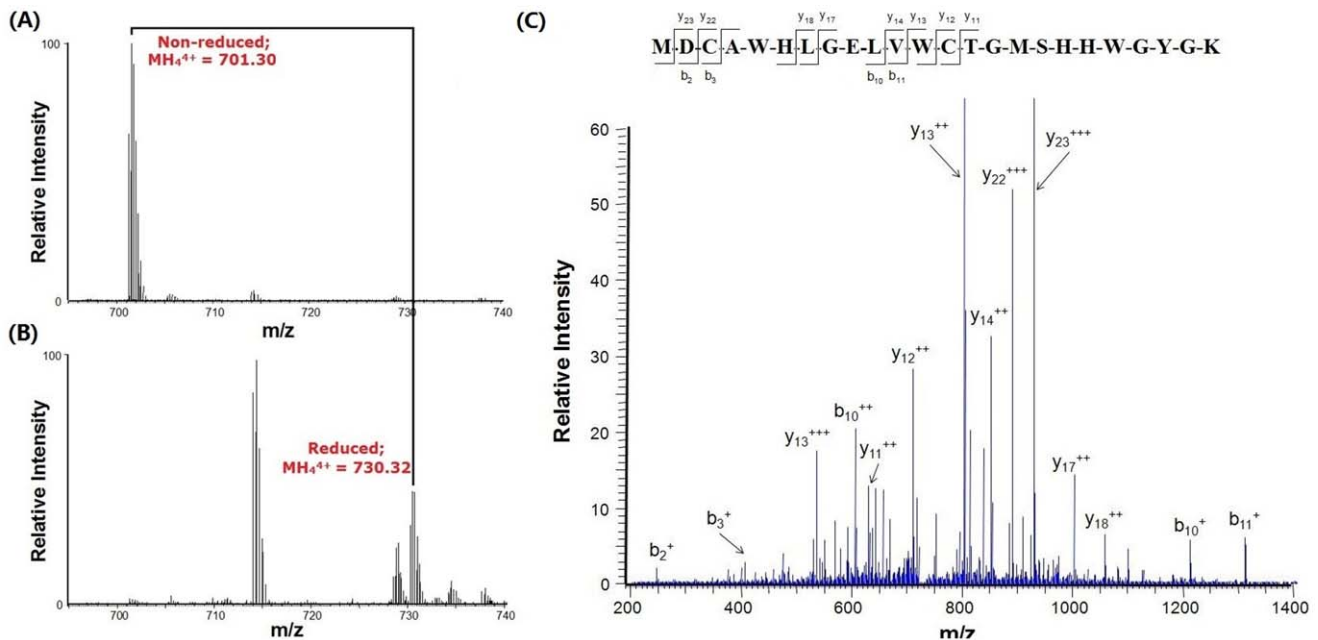 (A)
Non-reduced;
MH₄⁴⁺ = 701.30
100
Relative Intensity
0
700 710 720 730 740
m/z
(B)
100
Reduced;
MH₄⁴⁺ = 730.32
Relative Intensity
0
700 710 720 730 740
m/z
(C)
y₂₃ y₂₂ y₁₈ y₁₇ y₁₄ y₁₃ y₁₂ y₁₁
M-D-C-A-W-H-L-G-E-L-V-W-C-T-G-M-S-H-H-W-G-Y-G-K
b₂ b₃ b₁₀ b₁₁
60
50
40
30
20
10
0
Relative Intensity
y₁₃⁺⁺
y₂₃⁺⁺⁺
y₂₂⁺⁺⁺
y₁₄⁺⁺
y₁₂⁺⁺
b₁₀⁺⁺
y₁₃⁺⁺⁺
y₁₁⁺⁺
y₁₇⁺⁺
b₃⁺
y₁₈⁺⁺
b₁₀⁺
b₁₁⁺
b₂⁺
200 400 600 800 1000 1200 1400
m/z